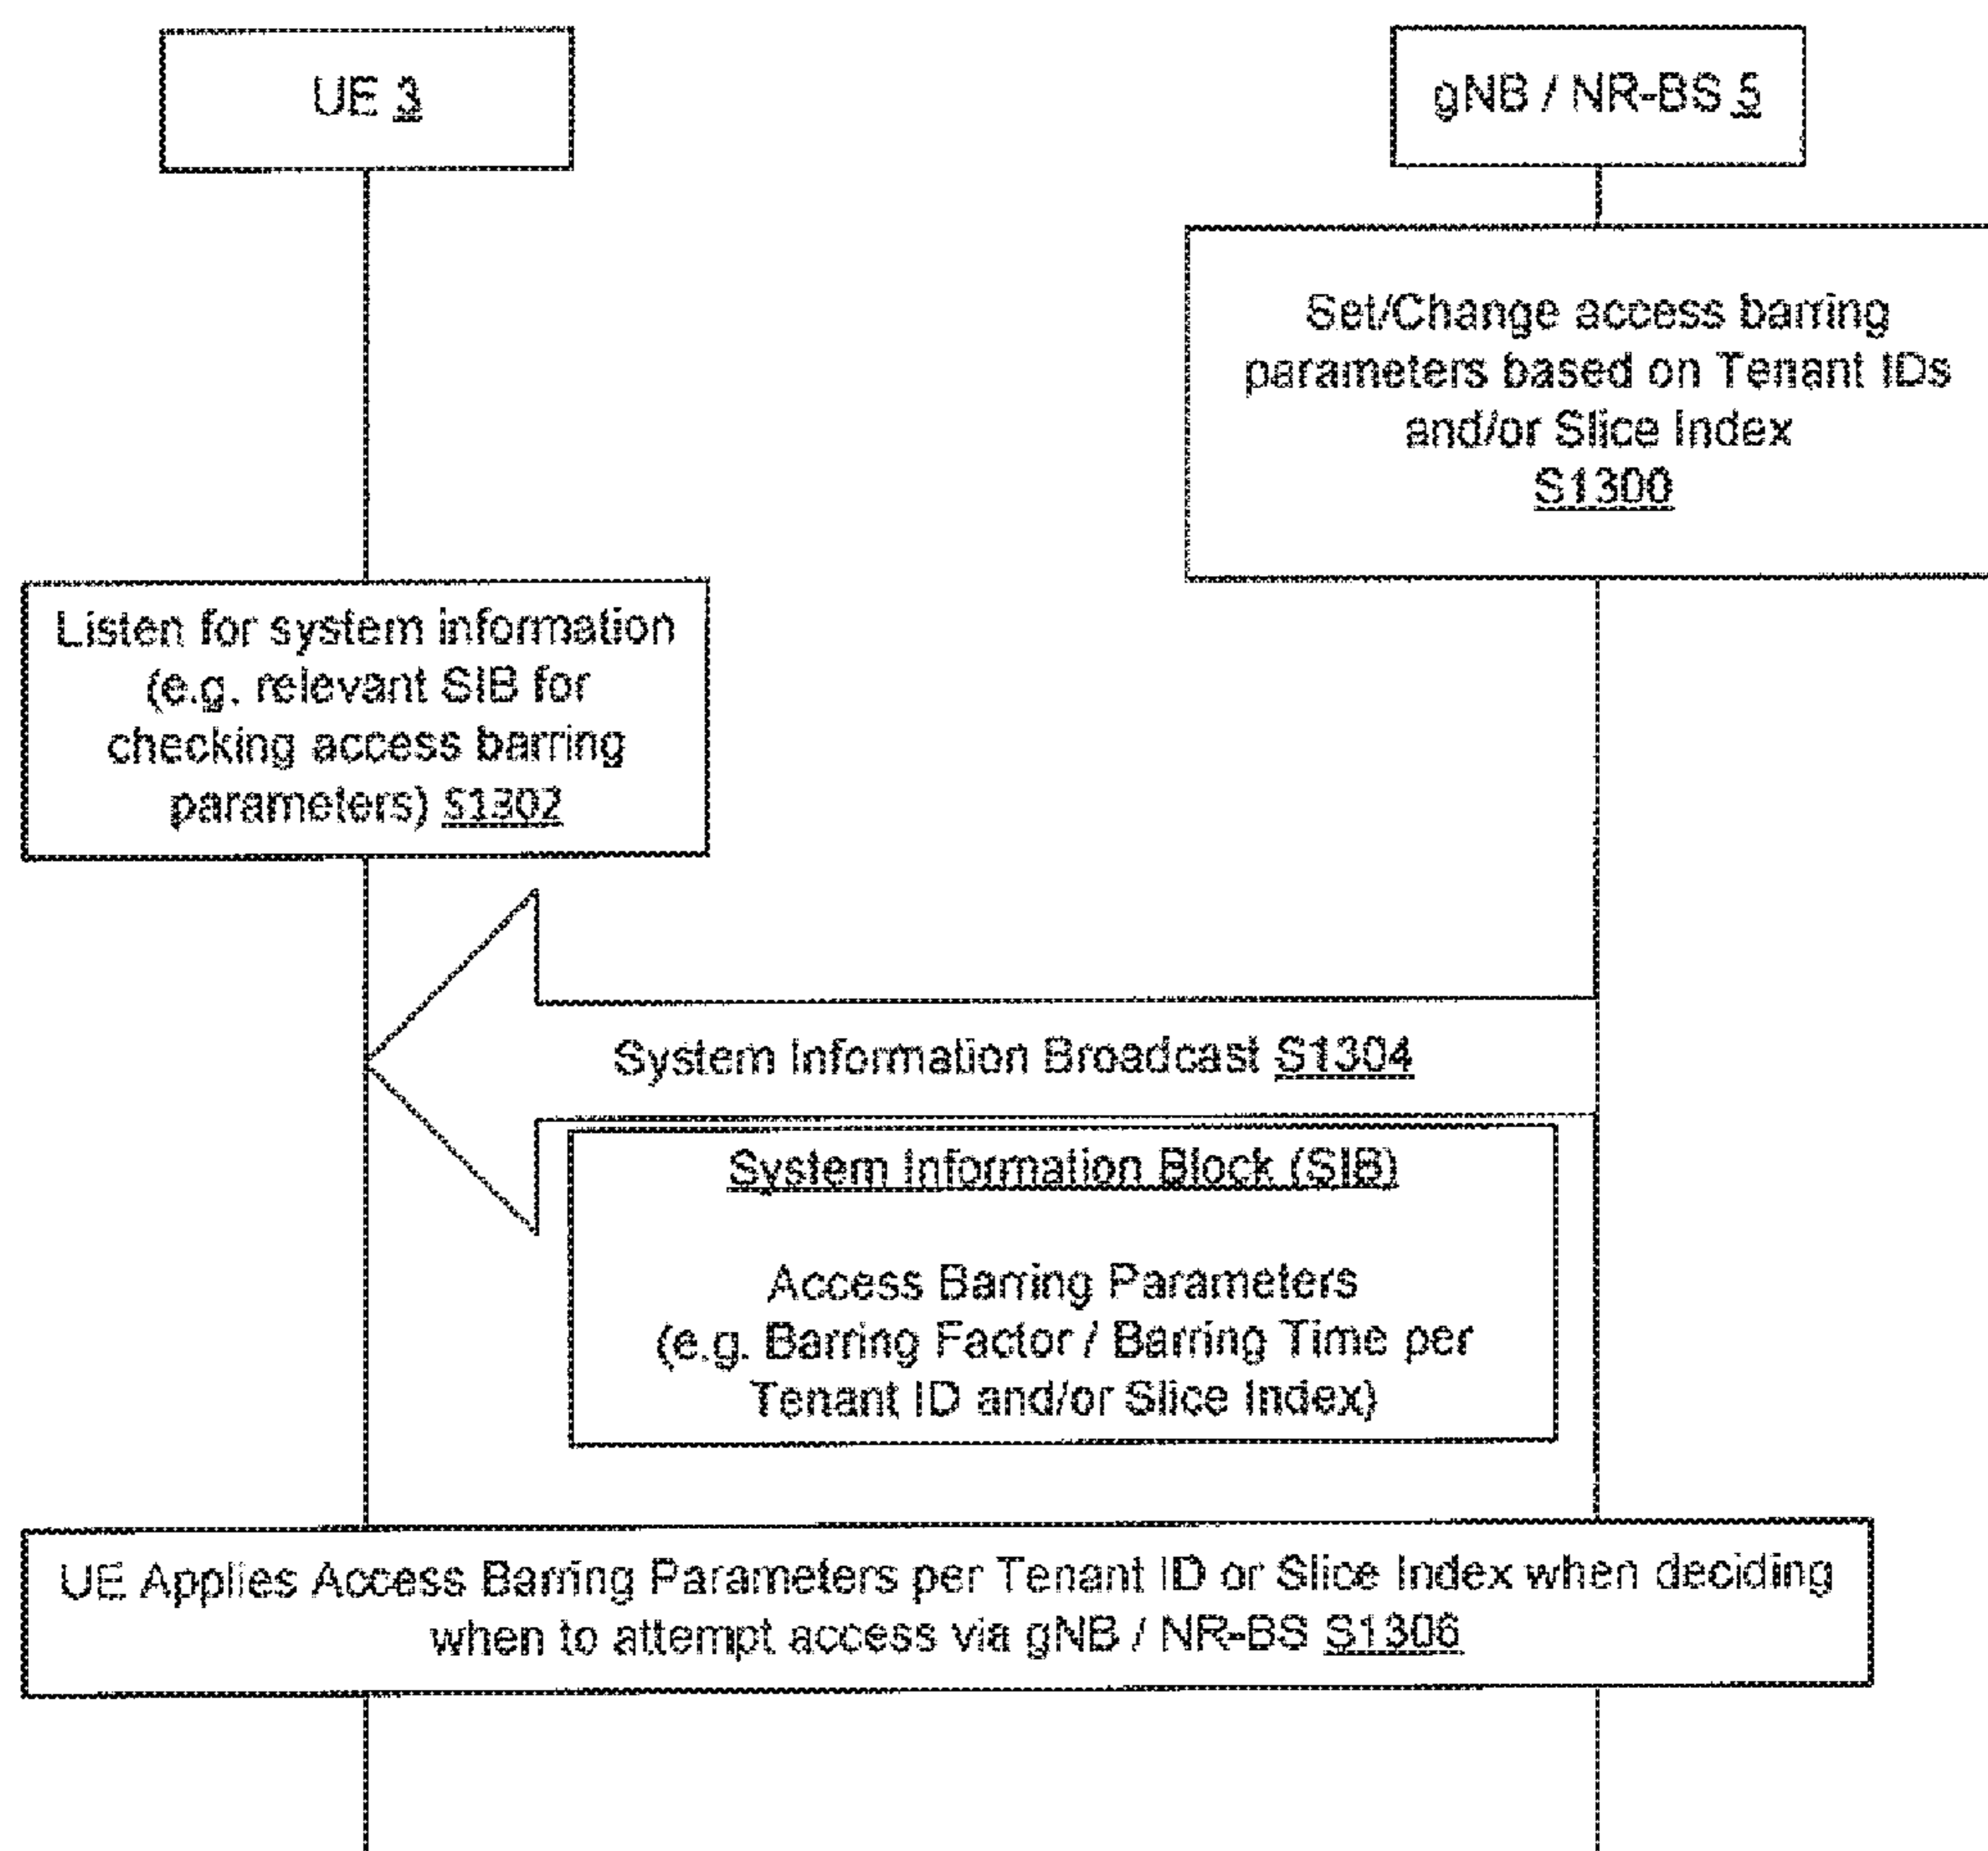 UE 3
gNB / NR-BS 5
Set/Change access barring
parameters based on Tenant IDs
and/or Slice Index
S1300
Listen for system information
(e.g. relevant SIB for
checking access barring
parameters) S1302
System Information Broadcast S1304
System Information Block (SIB)
Access Barring Parameters
(e.g. Barring Factor / Barring Time per
Tenant ID and/or Slice Index)
UE Applies Access Barring Parameters per Tenant ID or Slice Index when deciding
when to attempt access via gNB / NR-BS S1306